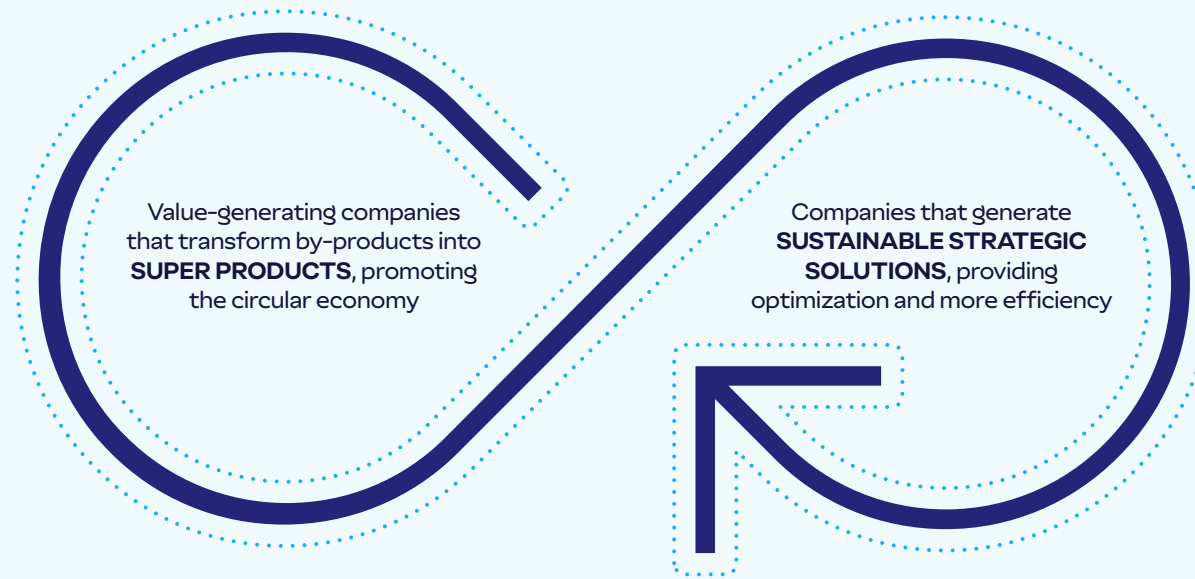 Value-generating companies
that transform by-products into
SUPER PRODUCTS, promoting
the circular economy
Companies that generate
SUSTAINABLE STRATEGIC
SOLUTIONS, providing
optimization and more efficiency